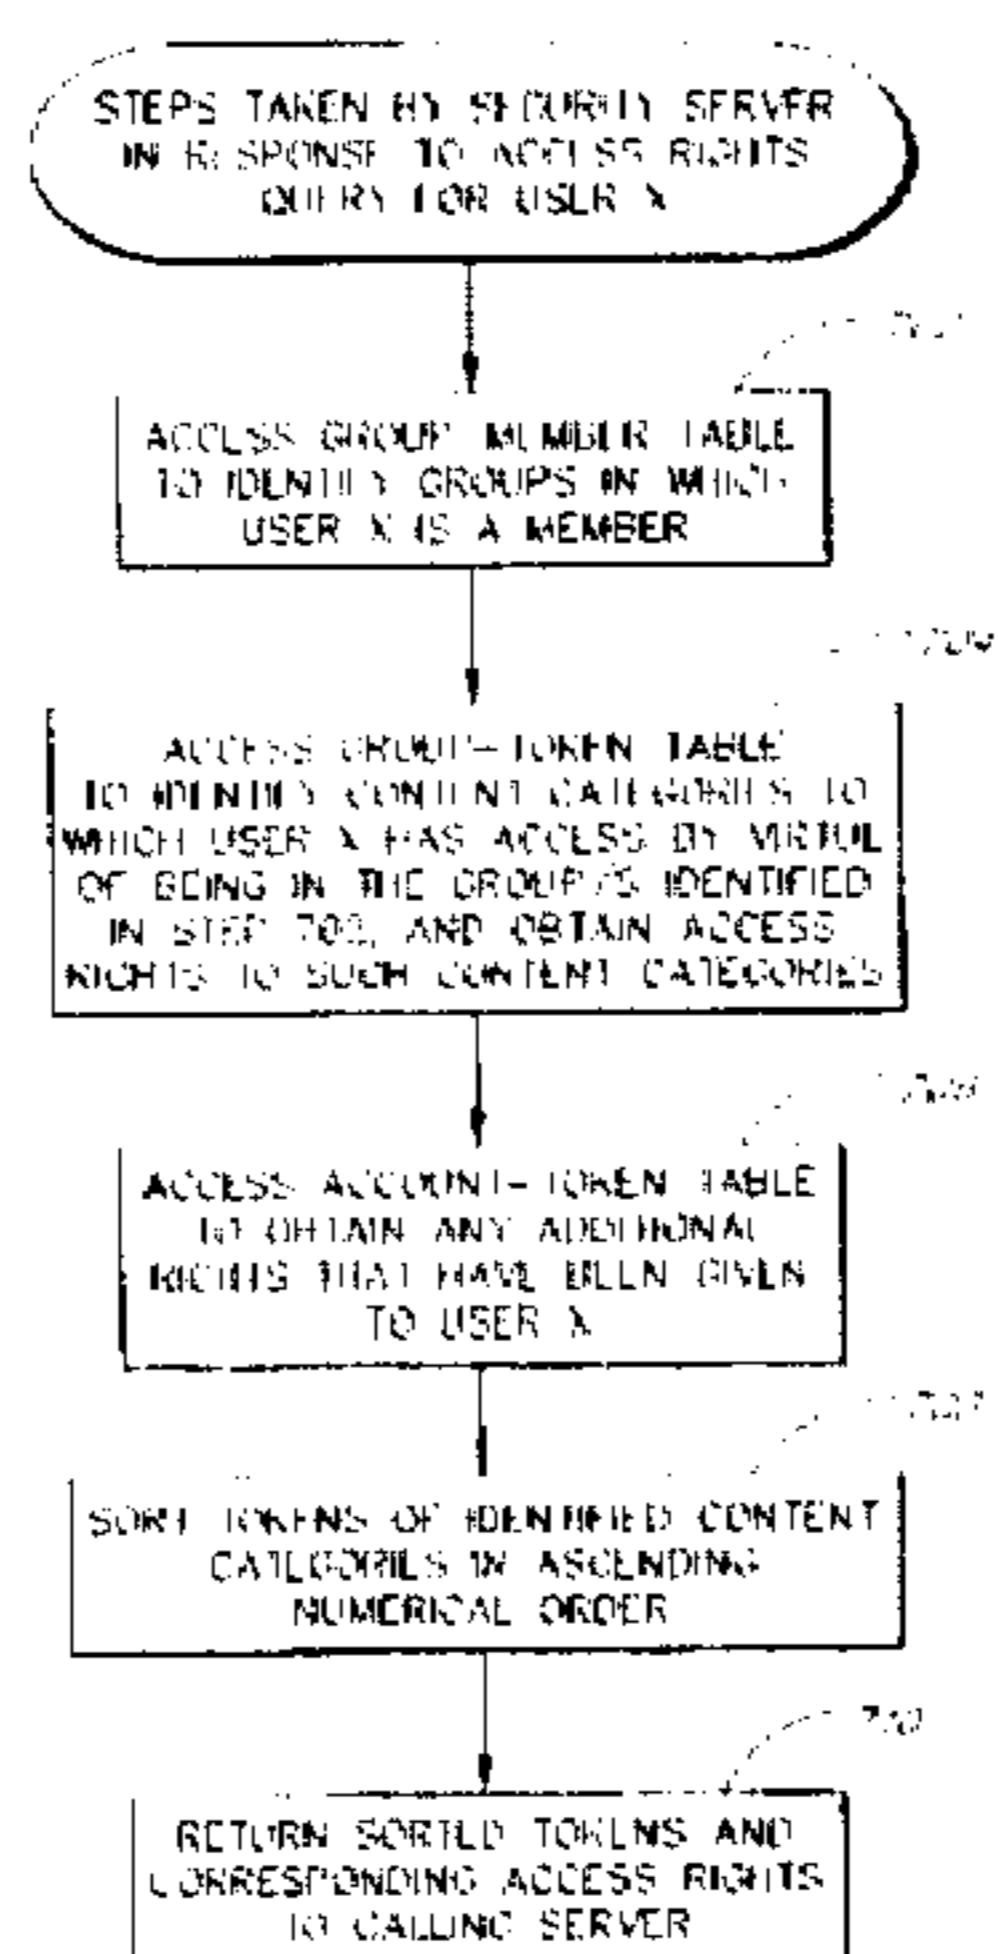 STEPS TAKEN BY SECURITY SERVER
IN RESPONSE TO ACCESS RIGHTS
QUERY FOR USER X
ACCESS GROUP-MEMBER TABLE
TO IDENTIFY GROUPS IN WHICH
USER X IS A MEMBER
ACCESS GROUP-TOKEN TABLE
TO IDENTIFY CONTENT CATEGORIES TO
WHICH USER X HAS ACCESS BY VIRTUE
OF BEING IN THE GROUP/S IDENTIFIED
IN STEP 702, AND OBTAIN ACCESS
RIGHTS TO SUCH CONTENT CATEGORIES
ACCESS ACCOUNT-TOKEN TABLE
TO OBTAIN ANY ADDITIONAL
RIGHTS THAT HAVE BEEN GIVEN
TO USER X
SORT TOKENS OF IDENTIFIED CONTENT
CATEGORIES IN ASCENDING
NUMERICAL ORDER
710
RETURN SORTED TOKENS AND
CORRESPONDING ACCESS RIGHTS
TO CALLING SERVER